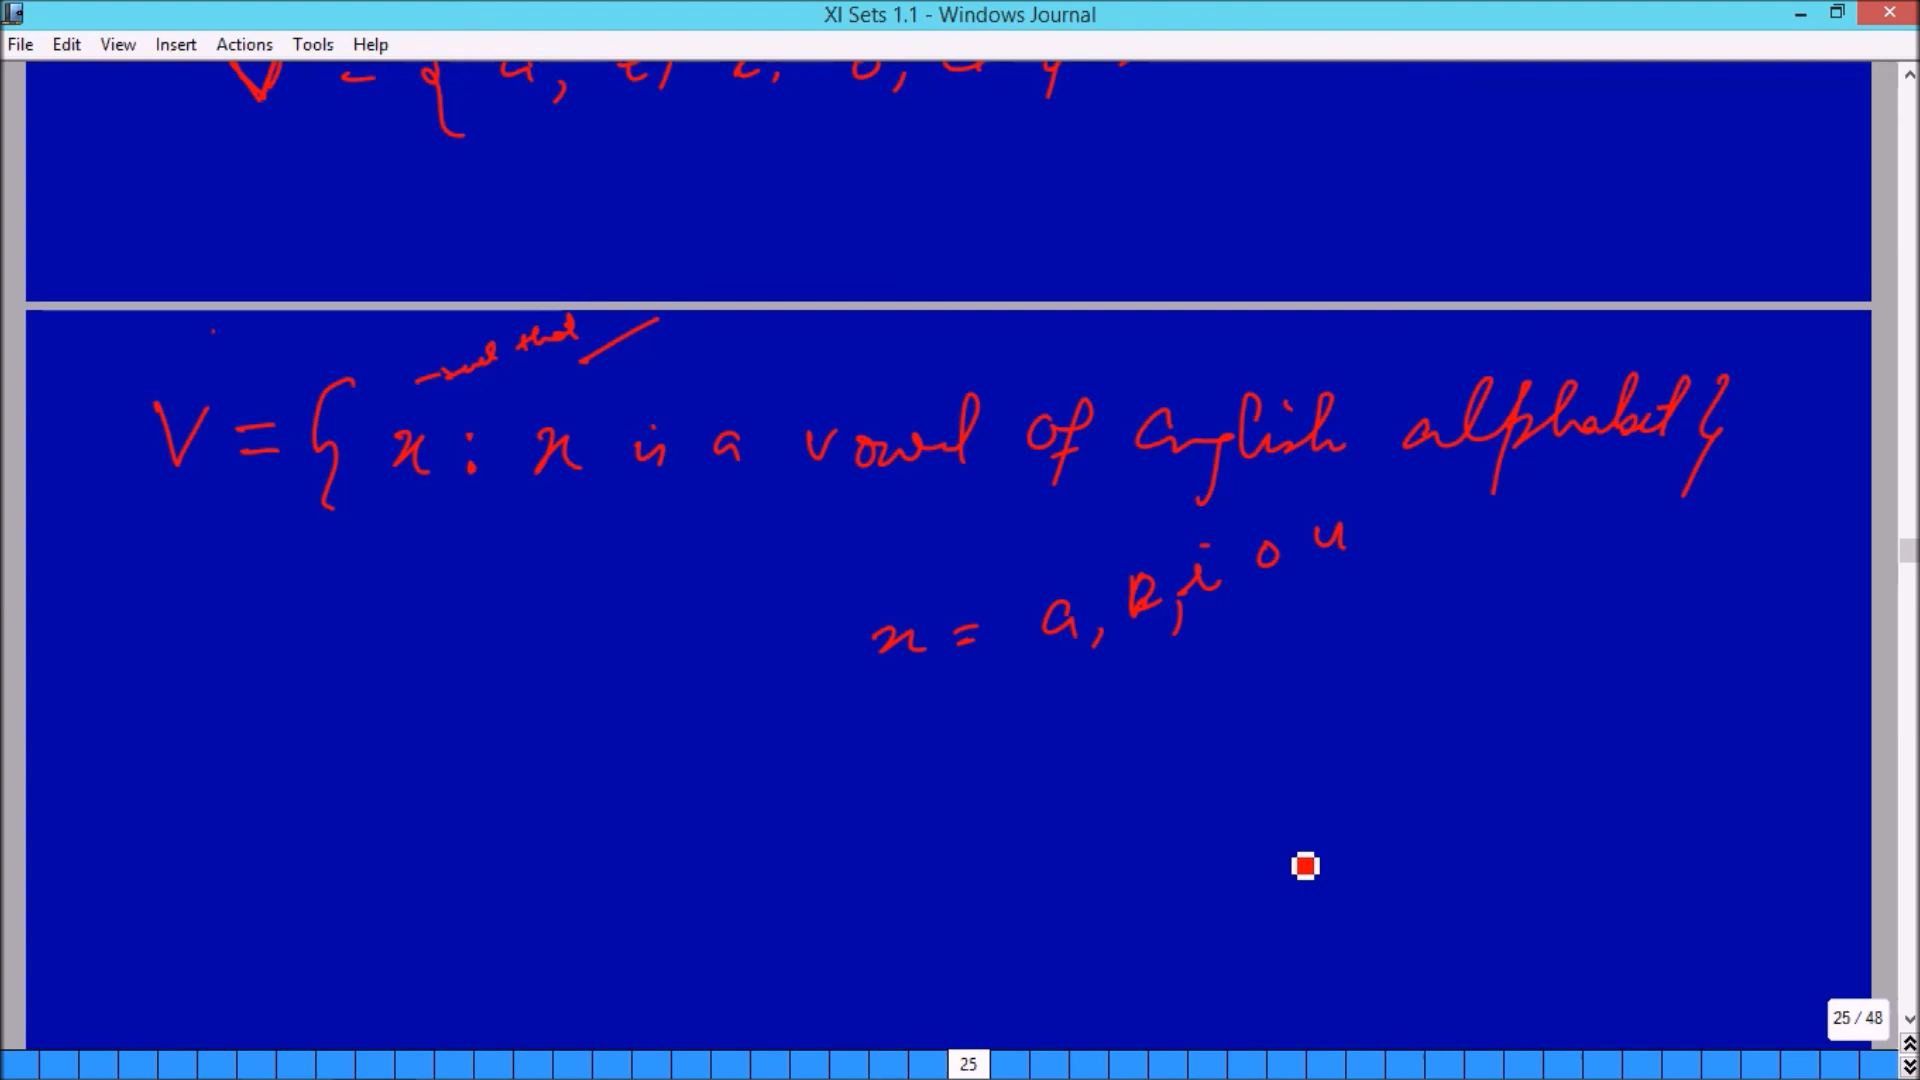 XI Sets 1.1 - Windows Journal
File Edit View Insert Actions Tools Help
V = { a, e, i, o, u }
such that
V = { x : x is a vowel of English alphabet }
x = a, e, i o u
25 / 48
25